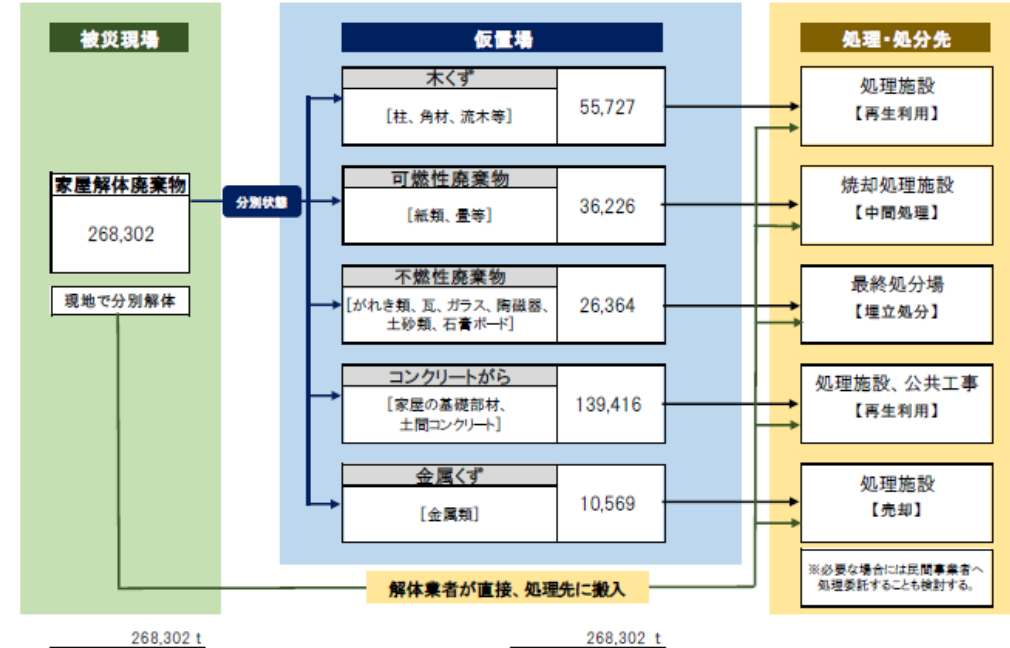 被災現場
仮置場
処理・処分先
家屋解体廃棄物
268,302
現地で分別解体
分別状態
木くず
[柱、角材、流木等]
55,727
可燃性廃棄物
[紙類、畳等]
36,226
不燃性廃棄物
[がれき類、瓦、ガラス、陶磁器、
土砂類、石膏ボード]
26,364
コンクリートがら
[家屋の基礎部材、
土間コンクリート]
139,416
金属くず
[金属類]
10,569
処理施設
【再生利用】
焼却処理施設
【中間処理】
最終処分場
【埋立処分】
処理施設、公共工事
【再生利用】
処理施設
【売却】
※必要な場合には民間事業者へ
処理委託することも検討する。
解体業者が直接、処理先に搬入
268,302 t
268,302 t